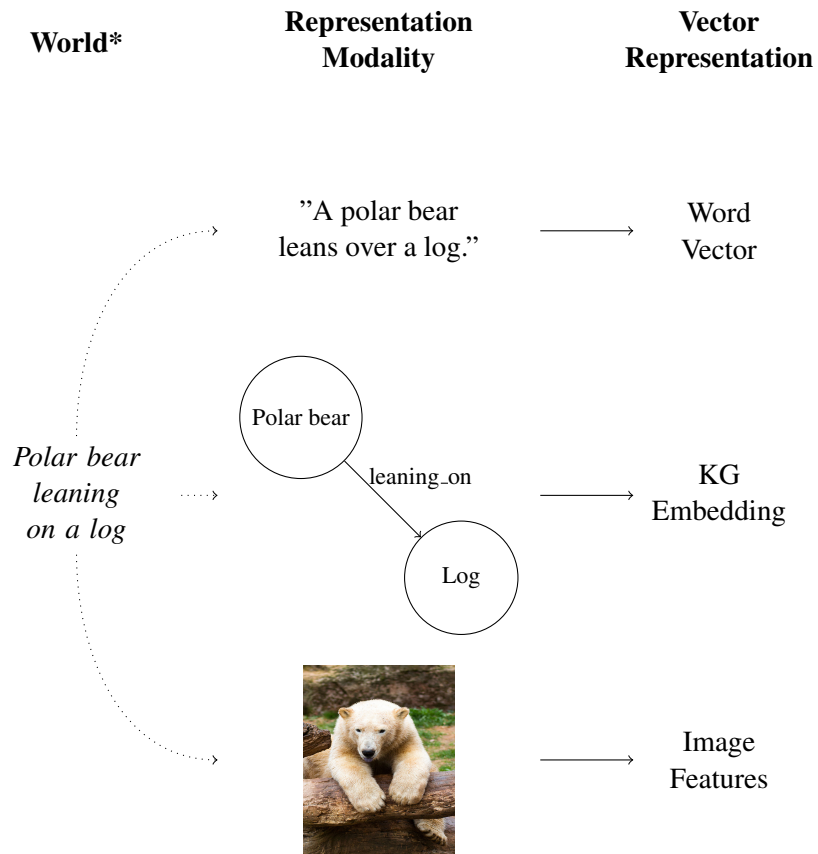 World*
Representation
Modality
Vector
Representation
”A polar bear
leans over a log.”
Word
Vector
Polar bear
leaning_on
Log
Polar bear
leaning
on a log
KG
Embedding
Image
Features